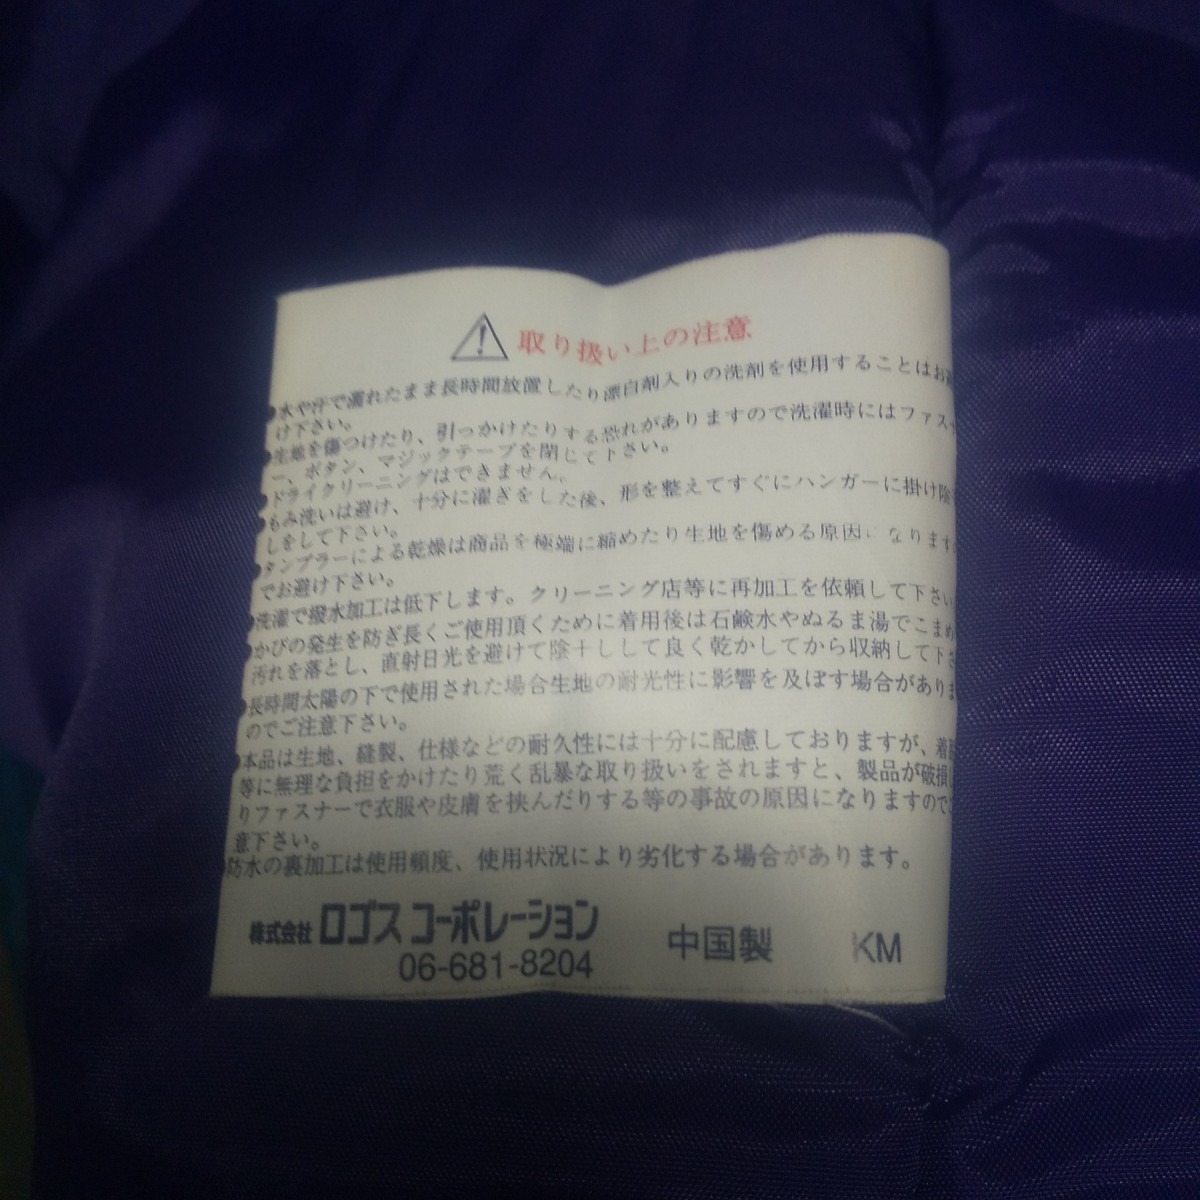 取り扱い上の注意
●水や汗で濡れたまま長時間放置したり漂白剤入りの洗剤を使用することはお避
け下さい。
●生地を傷つけたり、引っかけたりする恐れがありますので洗濯時にはファスナ
ー、ボタン、マジックテープを閉じて下さい。
●ドライクリーニングはできません。
●もみ洗いは避け、十分に濯ぎをした後、形を整えてすぐにハンガーに掛け陰干
しをして下さい。
●タンブラーによる乾燥は商品を極端に縮めたり生地を傷める原因になります
でお避け下さい。
●洗濯で撥水加工は低下します。クリーニング店等に再加工を依頼して下さい
●かびの発生を防ぎ長くご使用頂くために着用後は石鹸水やぬるま湯でこまめ
汚れを落とし、直射日光を避けて陰干しして良く乾かしてから収納して下さ
●長時間太陽の下で使用された場合生地の耐光性に影響を及ぼす場合がありま
のでご注意下さい。
●本品は生地、縫製、仕様などの耐久性には十分に配慮しておりますが、着
等に無理な負担をかけたり荒く乱暴な取り扱いをされますと、製品が破損
りファスナーで衣服や皮膚を挟んだりする等の事故の原因になりますので
意下さい。
●防水の裏加工は使用頻度、使用状況により劣化する場合があります。
株式会社 ロゴス コーポレーション
06-681-8204
中国製 KM